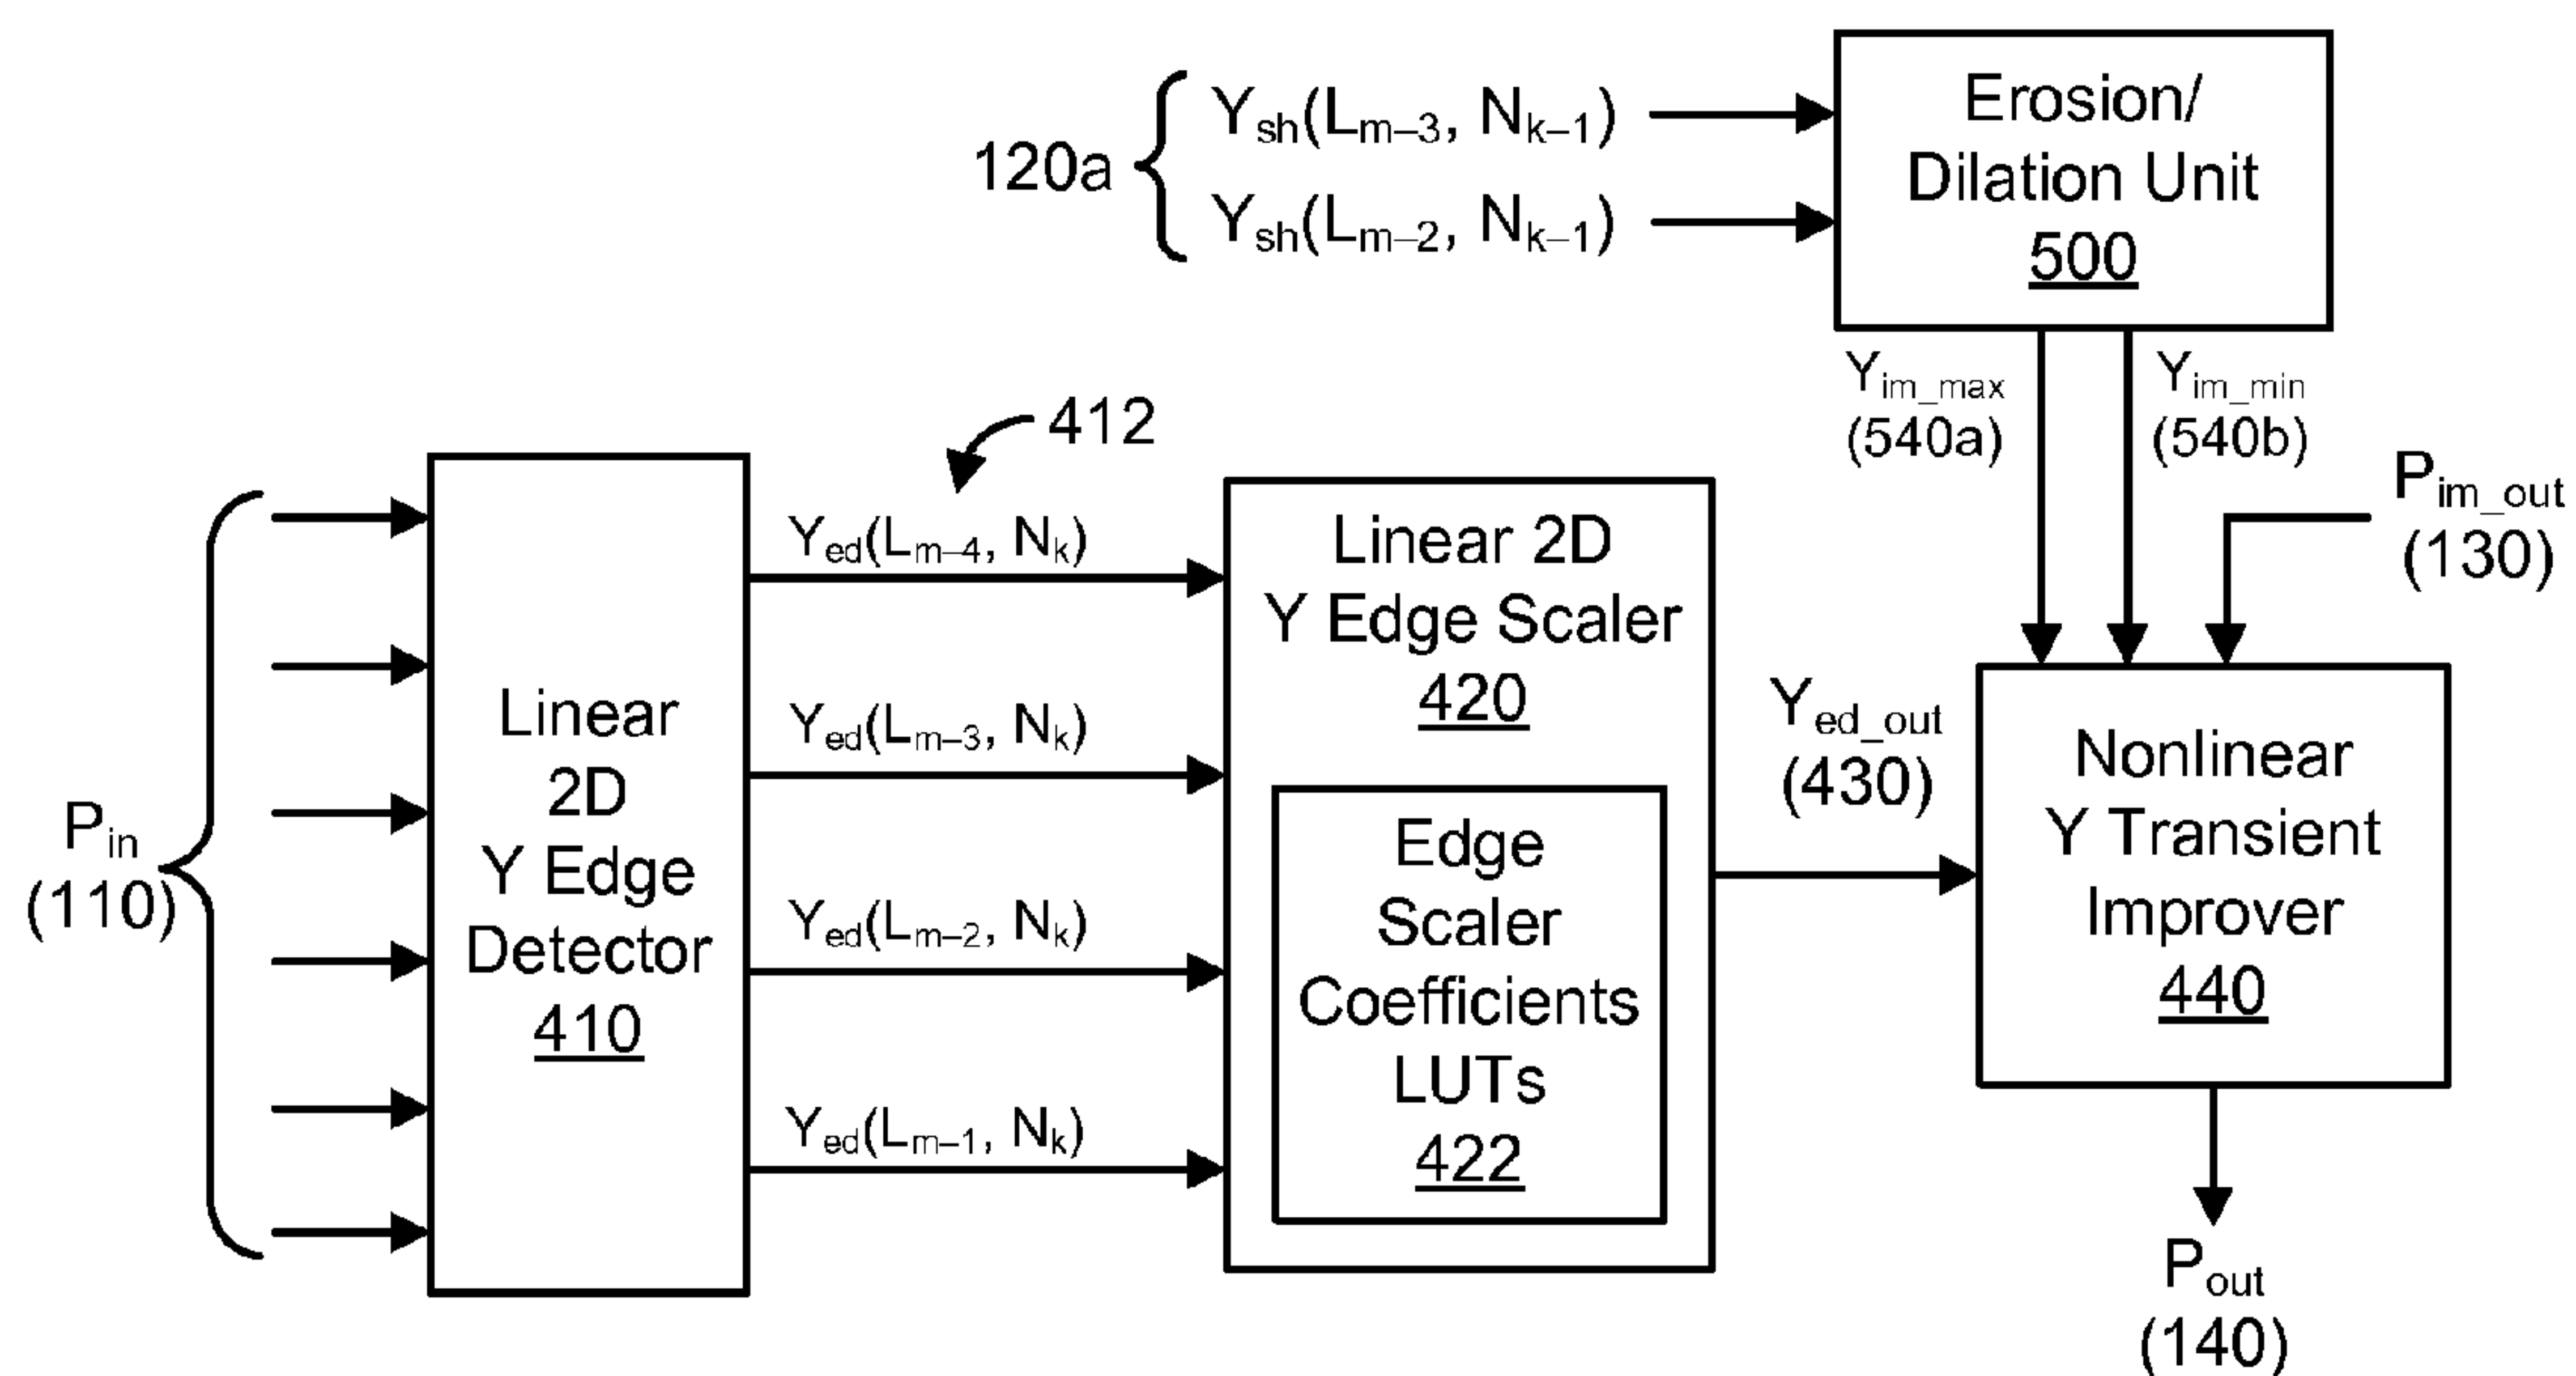 120a
Ysh(Lm–3, Nk–1)
Ysh(Lm–2, Nk–1)
Erosion/
Dilation Unit
500
Yim_max
(540a)
Yim_min
(540b)
Pim_out
(130)
412
Pin
(110)
Linear
2D
Y Edge
Detector
410
Yed(Lm–4, Nk)
Yed(Lm–3, Nk)
Yed(Lm–2, Nk)
Yed(Lm–1, Nk)
Linear 2D
Y Edge Scaler
420
Edge
Scaler
Coefficients
LUTs
422
Yed_out
(430)
Nonlinear
Y Transient
Improver
440
Pout
(140)